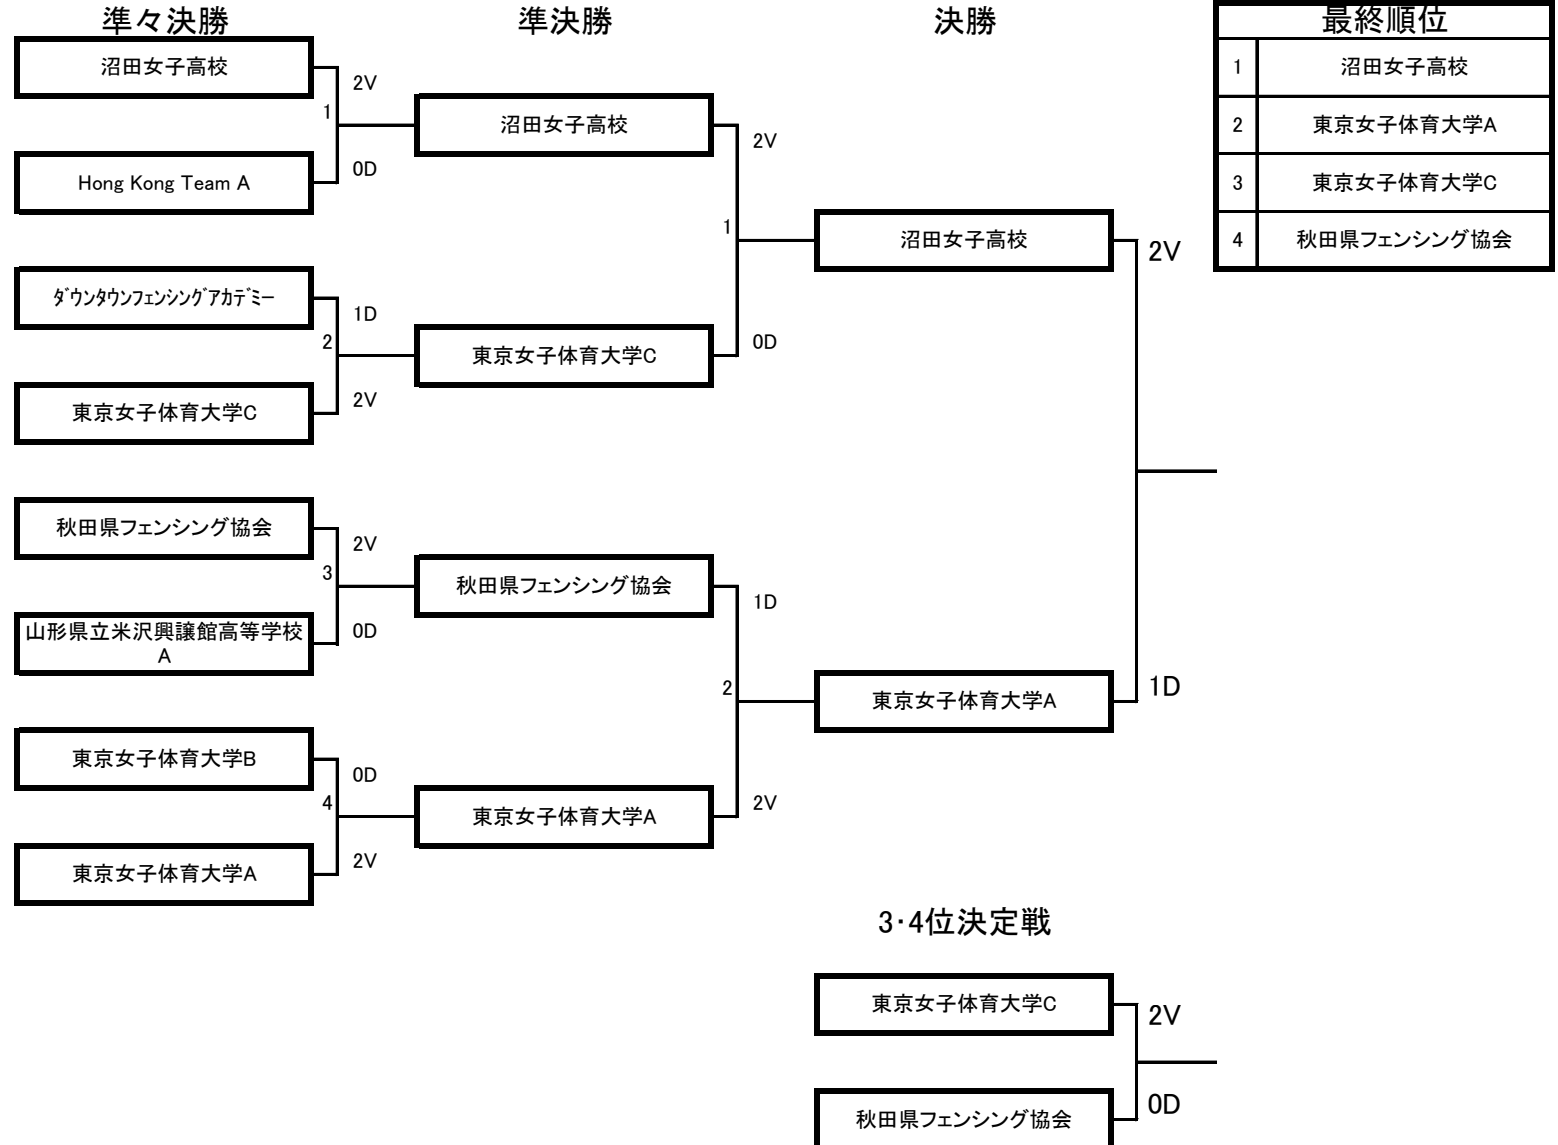 準々決勝
準決勝
決勝
最終順位
1 沼田女子高校
2 東京女子体育大学A
3 東京女子体育大学C
4 秋田県フェンシング協会
沼田女子高校
2V
1
Hong Kong Team A
0D
ﾀﾞｳﾝﾀｳﾝﾌｪﾝｼﾝｸﾞｱｶﾃﾞﾐｰ
1D
2
東京女子体育大学C
2V
秋田県フェンシング協会
2V
3
山形県立米沢興譲館高等学校
A
0D
東京女子体育大学B
0D
4
東京女子体育大学A
2V
沼田女子高校
2V
1
東京女子体育大学C
0D
秋田県フェンシング協会
1D
2
東京女子体育大学A
2V
沼田女子高校
2V
東京女子体育大学A
1D
3・4位決定戦
東京女子体育大学C
2V
秋田県フェンシング協会
0D